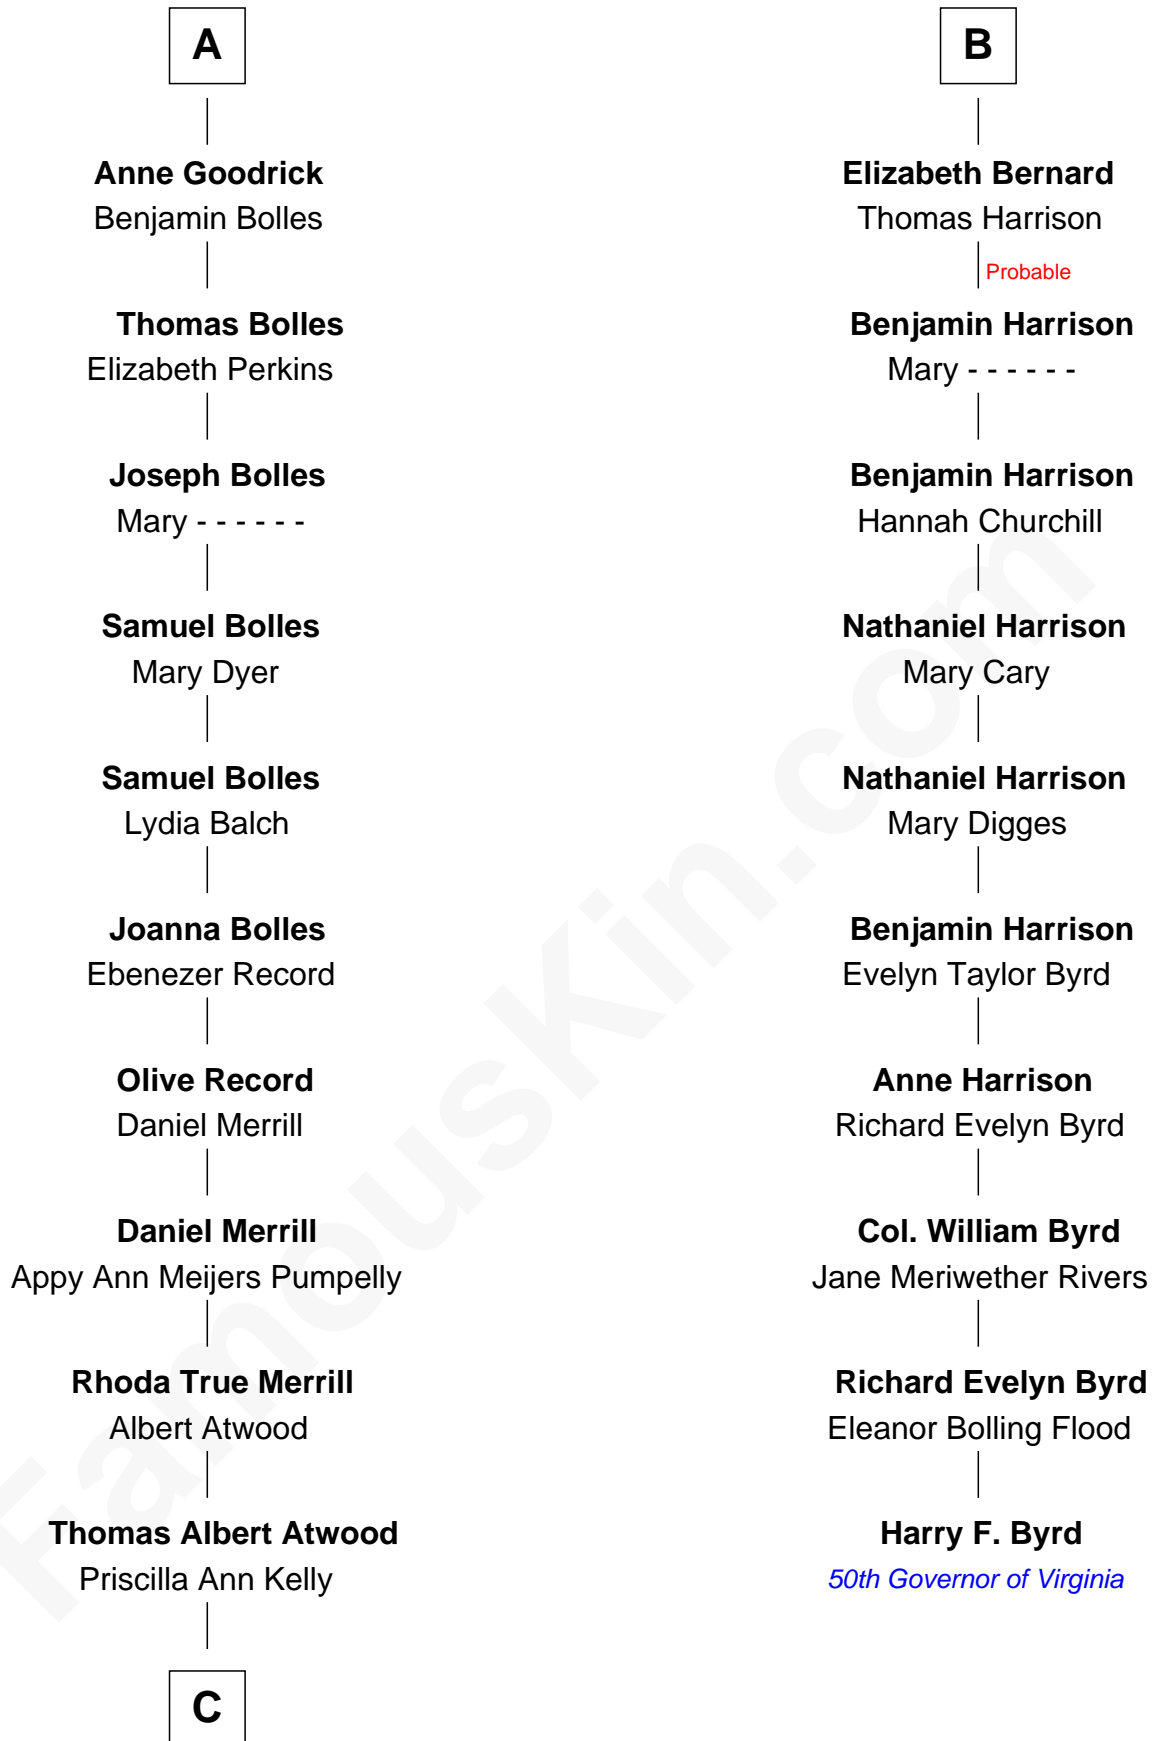 A
Anne Goodrick
Benjamin Bolles
Thomas Bolles
Elizabeth Perkins
Joseph Bolles
Mary - - - - - -
Samuel Bolles
Mary Dyer
Samuel Bolles
Lydia Balch
Joanna Bolles
Ebenezer Record
Olive Record
Daniel Merrill
Daniel Merrill
Appy Ann Meijers Pumpelly
Rhoda True Merrill
Albert Atwood
Thomas Albert Atwood
Priscilla Ann Kelly
C
B
Elizabeth Bernard
Thomas Harrison
Probable
Benjamin Harrison
Mary - - - - - -
Benjamin Harrison
Hannah Churchill
Nathaniel Harrison
Mary Cary
Nathaniel Harrison
Mary Digges
Benjamin Harrison
Evelyn Taylor Byrd
Anne Harrison
Richard Evelyn Byrd
Col. William Byrd
Jane Meriwether Rivers
Richard Evelyn Byrd
Eleanor Bolling Flood
Harry F. Byrd
50th Governor of Virginia
FamousKin.com